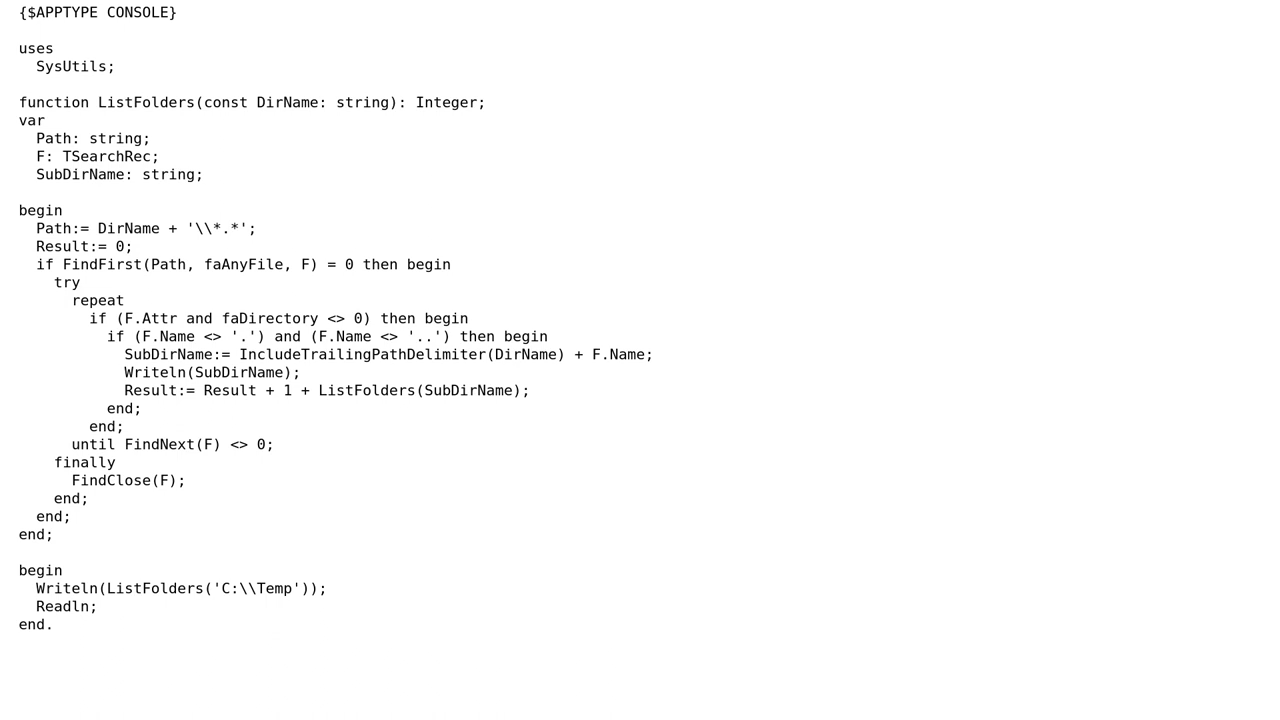 {$APPTYPE CONSOLE}

uses
  SysUtils;

function ListFolders(const DirName: string): Integer;
var
  Path: string;
  F: TSearchRec;
  SubDirName: string;

begin
  Path:= DirName + '\\*.*';
  Result:= 0;
  if FindFirst(Path, faAnyFile, F) = 0 then begin
    try
      repeat
        if (F.Attr and faDirectory <> 0) then begin
          if (F.Name <> '.') and (F.Name <> '..') then begin
            SubDirName:= IncludeTrailingPathDelimiter(DirName) + F.Name;
            Writeln(SubDirName);
            Result:= Result + 1 + ListFolders(SubDirName);
          end;
        end;
      until FindNext(F) <> 0;
    finally
      FindClose(F);
    end;
  end;
end;

begin
  Writeln(ListFolders('C:\\Temp'));
  Readln;
end.